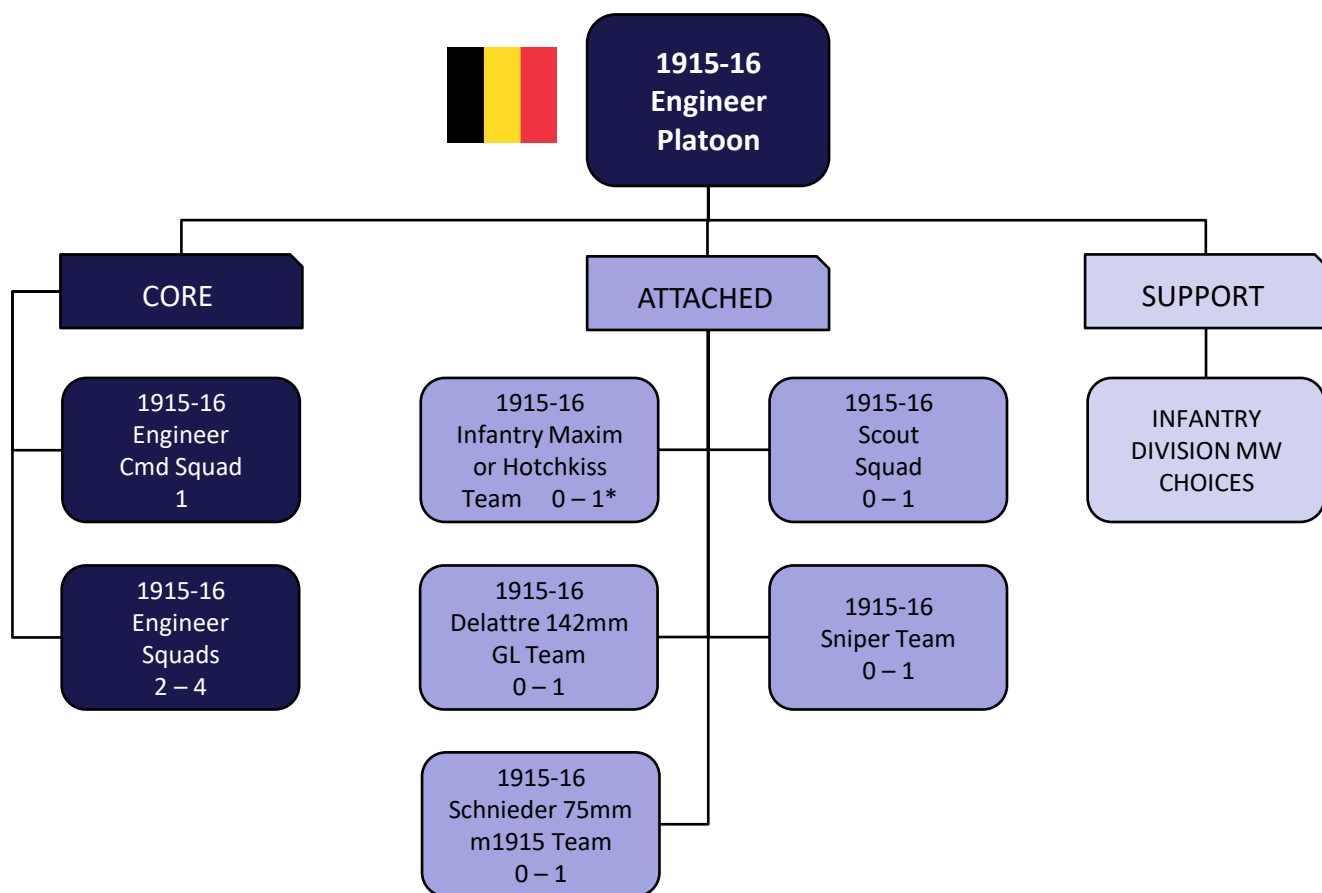 1915-16
Engineer
Platoon
CORE
ATTACHED
SUPPORT
1915-16
Engineer
Cmd Squad
1
1915-16
Engineer
Squads
2 – 4
1915-16
Infantry Maxim
or Hotchkiss
Team 0 – 1*
1915-16
Scout
Squad
0 – 1
1915-16
Delattre 142mm
GL Team
0 – 1
1915-16
Sniper Team
0 – 1
1915-16
Schnieder 75mm
m1915 Team
0 – 1
INFANTRY
DIVISION MW
CHOICES